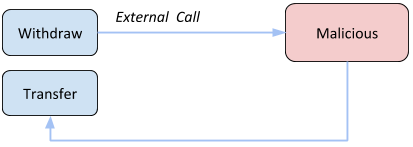 External Call
Withdraw
Malicious
Transfer